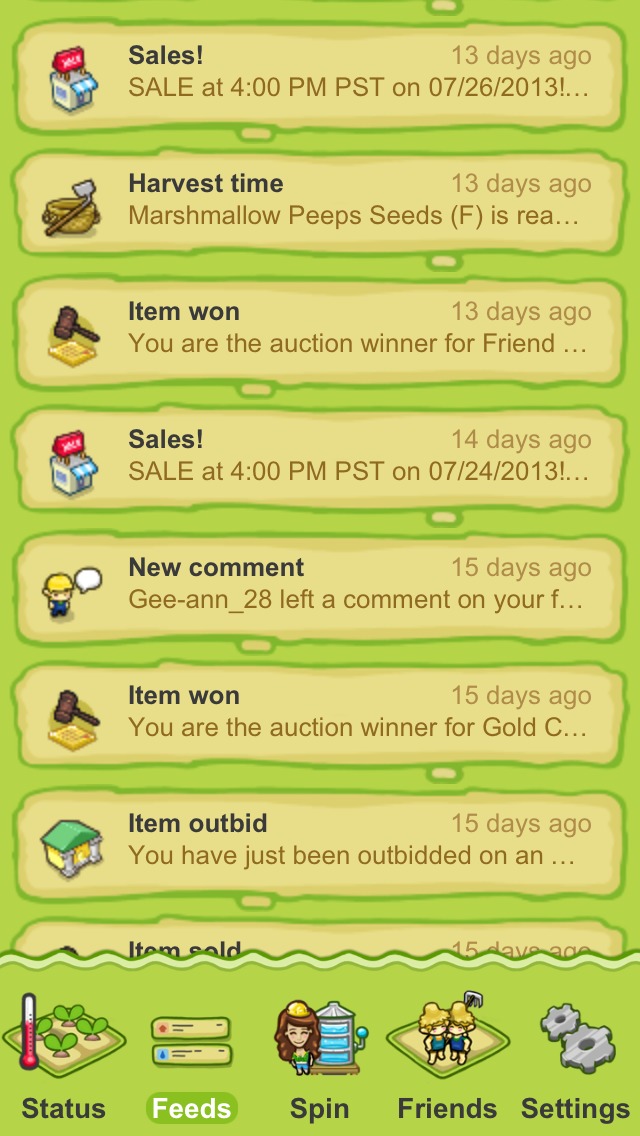 Sales! 13 days ago
SALE at 4:00 PM PST on 07/26/2013!...
Harvest time 13 days ago
Marshmallow Peeps Seeds (F) is rea...
Item won 13 days ago
You are the auction winner for Friend ...
Sales! 14 days ago
SALE at 4:00 PM PST on 07/24/2013!...
New comment 15 days ago
Gee-ann_28 left a comment on your f...
Item won 15 days ago
You are the auction winner for Gold C...
Item outbid 15 days ago
You have just been outbidded on an ...
Item sold 15 days ago
Status Feeds Spin Friends Settings